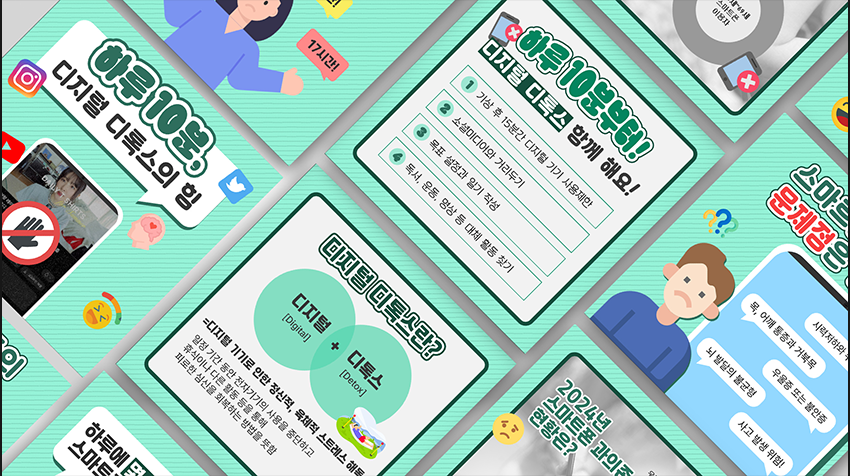 17시간!
하루 10분,
디지털 디톡스의 힘
하루 10분부터!
디지털 디톡스 함께 해요!
1 기상 후 15분간 디지털 기기 사용제한
2 소셜미디어와 거리두기
3 목표 설정과 일기 작성
4 독서, 운동, 명상 등 대체 활동 찾기
스마트폰
이용자
디지털 디톡스란?
디지털
[Digital]
+
디톡스
[Detox]
=디지털 기기로 인한 정신적, 육체적 스트레스 해독
일정 기간 동안 전자기기의 사용을 중단하고
휴식이나 다른 활동 등을 통해
피로한 심신을 회복하는 방법을 뜻함
스마트
문제점은
목, 어깨 통증과 거북목
시력저하와
뇌 발달의 불균형
우울증 또는 불안증
사고 발생 위험!
2024년
스마트폰 과의존
현황은?
하루에 몇
스마트